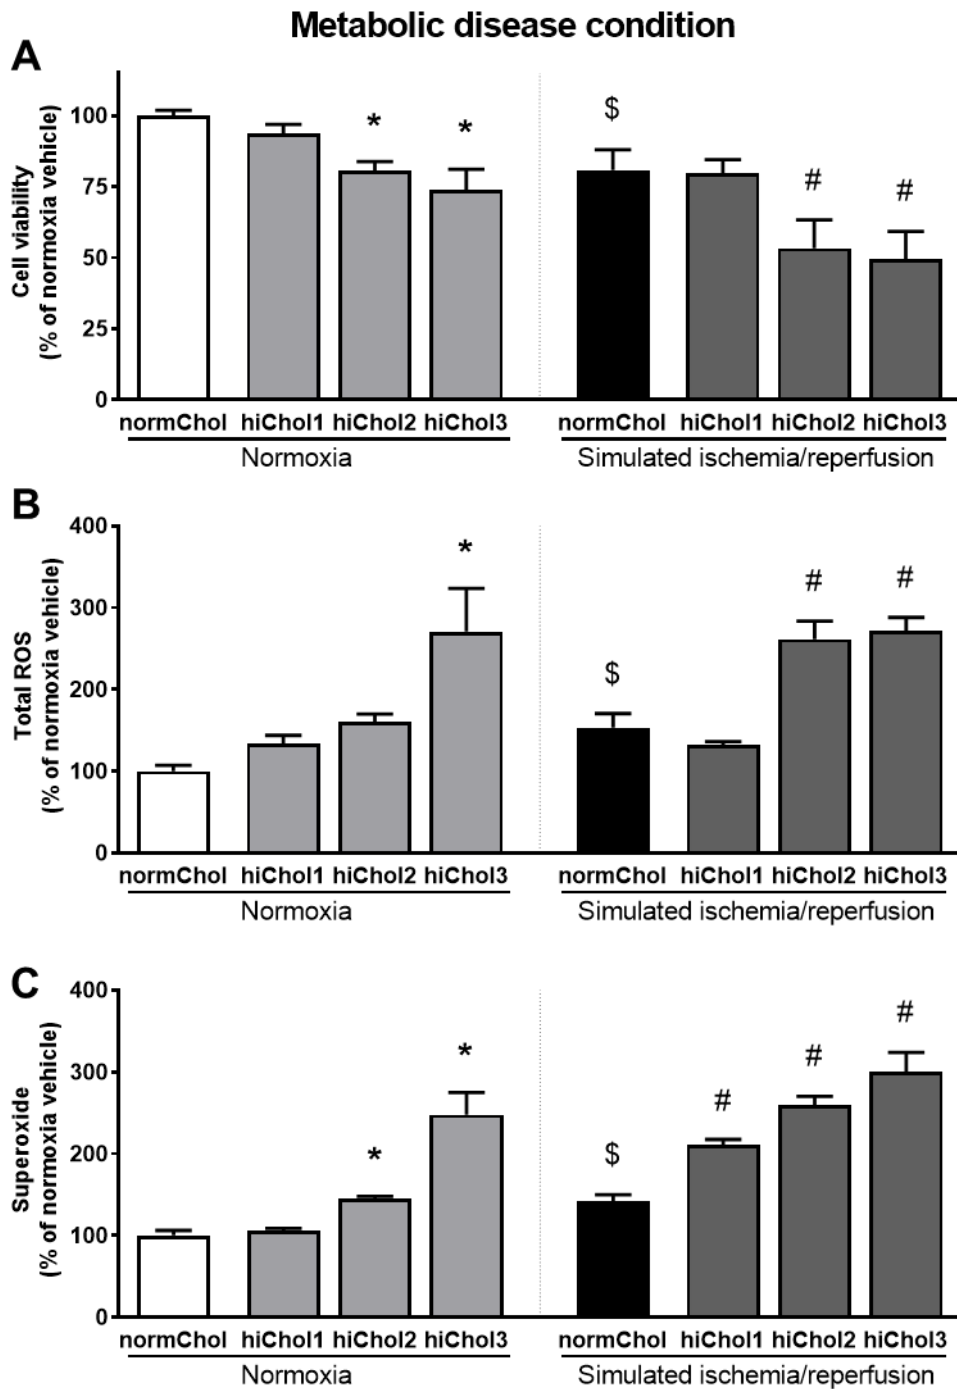 Metabolic disease condition
A
Cell viability
(% of normoxia vehicle)
100
75
50
25
0
* * $ # #
normChol hiChol1 hiChol2 hiChol3 normChol hiChol1 hiChol2 hiChol3
Normoxia Simulated ischemia/reperfusion
B
Total ROS
(% of normoxia vehicle)
400
300
200
100
0
* $ # #
normChol hiChol1 hiChol2 hiChol3 normChol hiChol1 hiChol2 hiChol3
Normoxia Simulated ischemia/reperfusion
C
Superoxide
(% of normoxia vehicle)
400
300
200
100
0
* * $ # # #
normChol hiChol1 hiChol2 hiChol3 normChol hiChol1 hiChol2 hiChol3
Normoxia Simulated ischemia/reperfusion